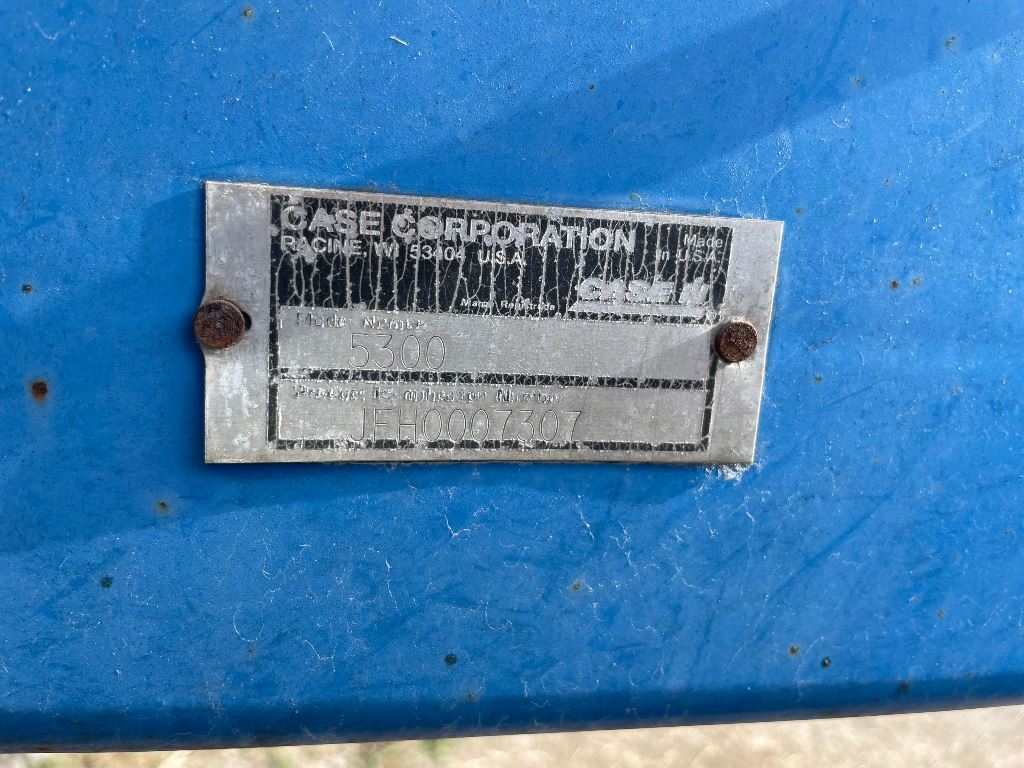 CASE CORPORATION
RACINE, WI 53404 U.S.A.
Made
in U.S.A.
CASE IH
5300
JFH0007307